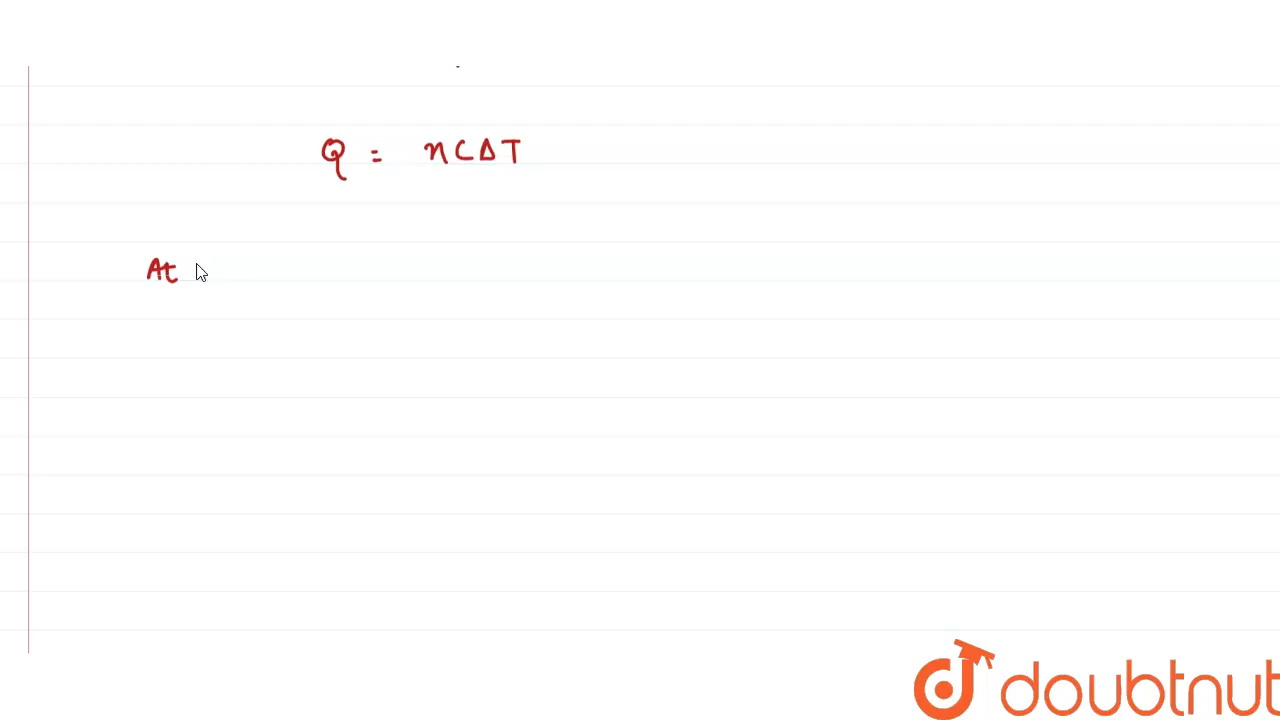 Q = nCΔT
At
doubtnut